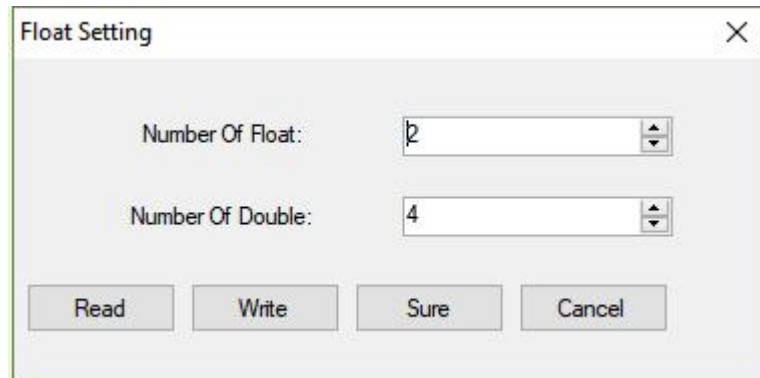 Float Setting
Number Of Float: 2
Number Of Double: 4
Read Write Sure Cancel